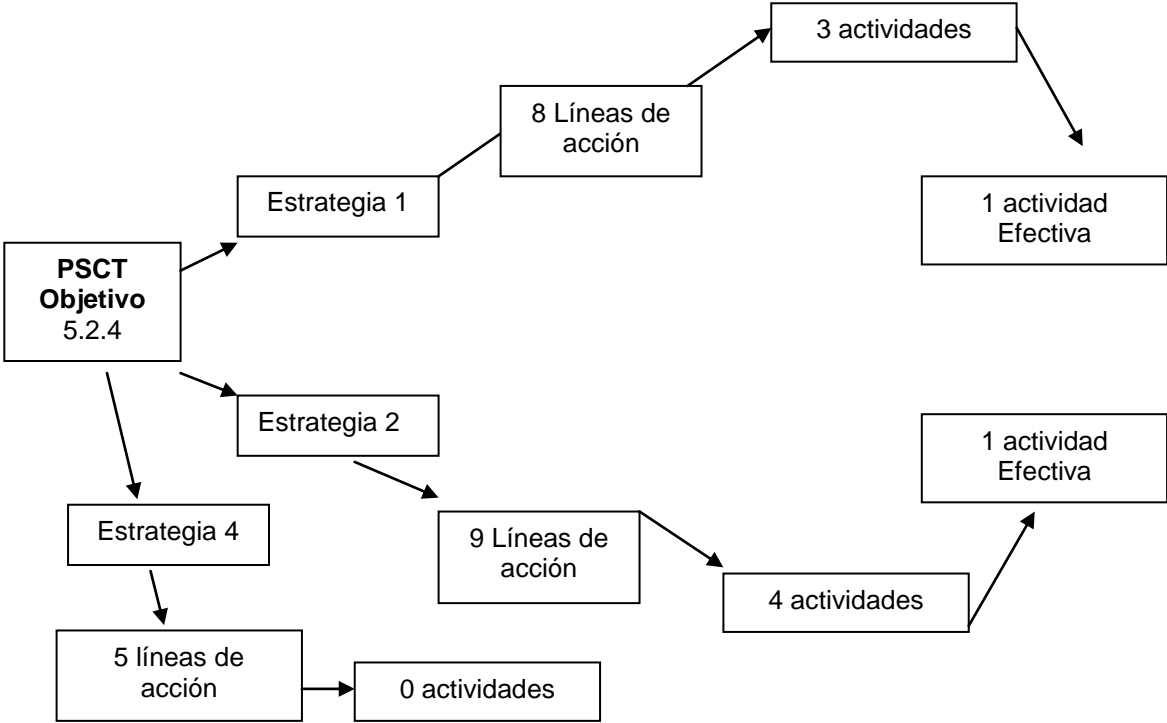 3 actividades
8 Líneas de
acción
Estrategia 1
1 actividad
Efectiva
PSCT
Objetivo
5.2.4
Estrategia 2
1 actividad
Efectiva
Estrategia 4
9 Líneas de
acción
4 actividades
5 líneas de
acción
0 actividades